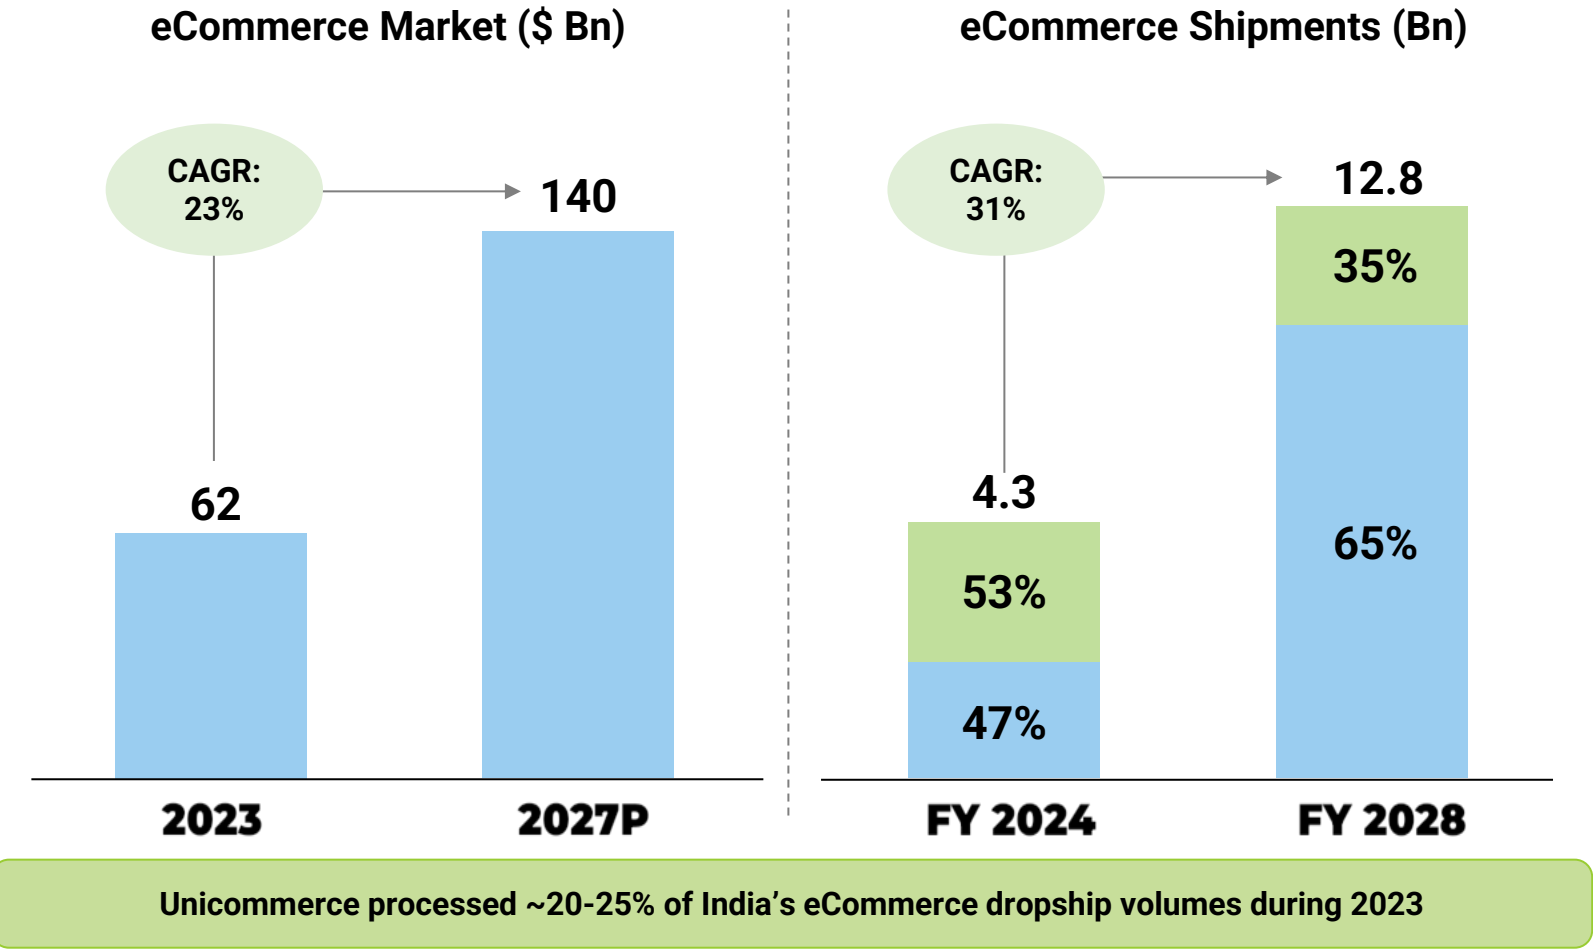 eCommerce Market ($ Bn)
CAGR:
23%
140
62
2023
2027P
eCommerce Shipments (Bn)
CAGR:
31%
12.8
35%
65%
4.3
53%
47%
FY 2024
FY 2028
Unicommerce processed ~20-25% of India’s eCommerce dropship volumes during 2023